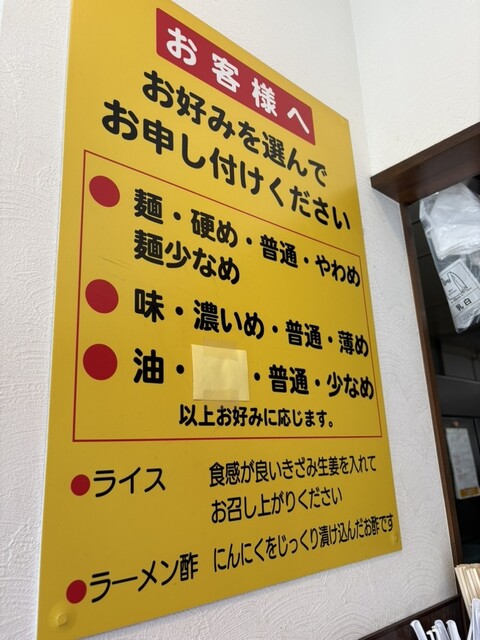 お客様へ
お好みを選んで
お申し付けください
麺・硬め・普通・やわめ
麺少なめ
味・濃いめ・普通・薄め
油・　・普通・少なめ
以上お好みに応じます。
ライス　食感が良いきざみ生姜を入れて
お召し上がりください
ラーメン酢　にんにくをじっくり漬け込んだお酢です
乳白